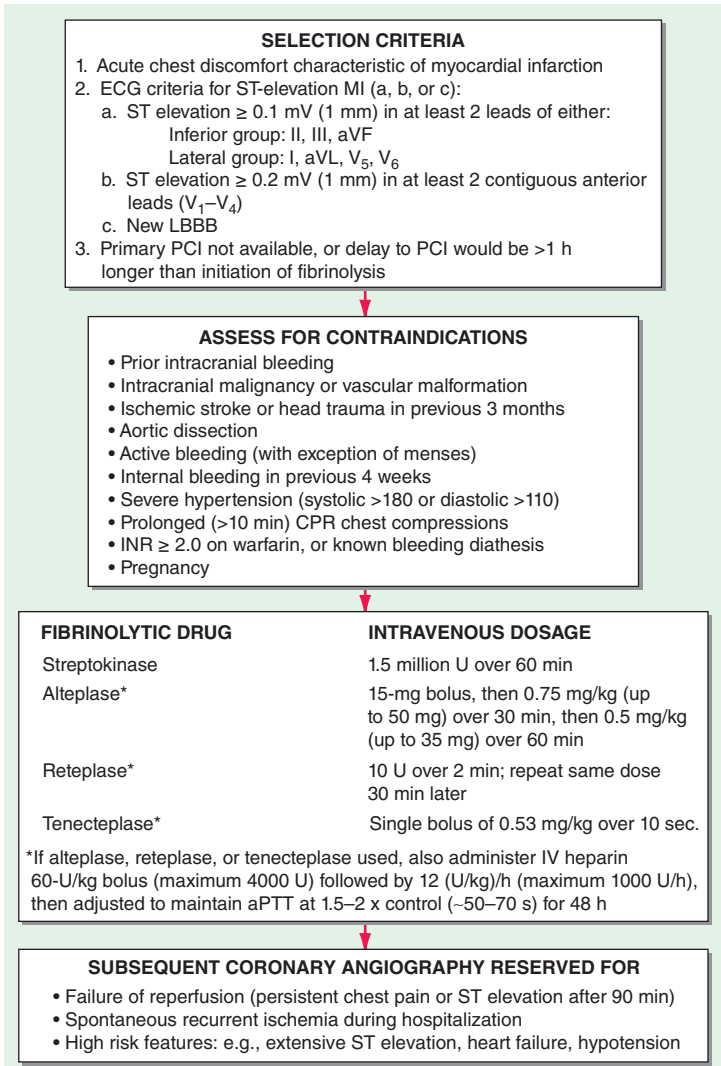 SELECTION CRITERIA
1. Acute chest discomfort characteristic of myocardial infarction
2. ECG criteria for ST-elevation MI (a, b, or c):
a. ST elevation ≥ 0.1 mV (1 mm) in at least 2 leads of either:
Inferior group: II, III, aVF
Lateral group: I, aVL, V5, V6
b. ST elevation ≥ 0.2 mV (1 mm) in at least 2 contiguous anterior
leads (V1–V4)
c. New LBBB
3. Primary PCI not available, or delay to PCI would be >1 h
longer than initiation of fibrinolysis
ASSESS FOR CONTRAINDICATIONS
• Prior intracranial bleeding
• Intracranial malignancy or vascular malformation
• Ischemic stroke or head trauma in previous 3 months
• Aortic dissection
• Active bleeding (with exception of menses)
• Internal bleeding in previous 4 weeks
• Severe hypertension (systolic >180 or diastolic >110)
• Prolonged (>10 min) CPR chest compressions
• INR ≥ 2.0 on warfarin, or known bleeding diathesis
• Pregnancy
FIBRINOLYTIC DRUG INTRAVENOUS DOSAGE
Streptokinase 1.5 million U over 60 min
Alteplase* 15-mg bolus, then 0.75 mg/kg (up
to 50 mg) over 30 min, then 0.5 mg/kg
(up to 35 mg) over 60 min
Reteplase* 10 U over 2 min; repeat same dose
30 min later
Tenecteplase* Single bolus of 0.53 mg/kg over 10 sec.
*If alteplase, reteplase, or tenecteplase used, also administer IV heparin
60-U/kg bolus (maximum 4000 U) followed by 12 (U/kg)/h (maximum 1000 U/h),
then adjusted to maintain aPTT at 1.5–2 x control (~50–70 s) for 48 h
SUBSEQUENT CORONARY ANGIOGRAPHY RESERVED FOR
• Failure of reperfusion (persistent chest pain or ST elevation after 90 min)
• Spontaneous recurrent ischemia during hospitalization
• High risk features: e.g., extensive ST elevation, heart failure, hypotension